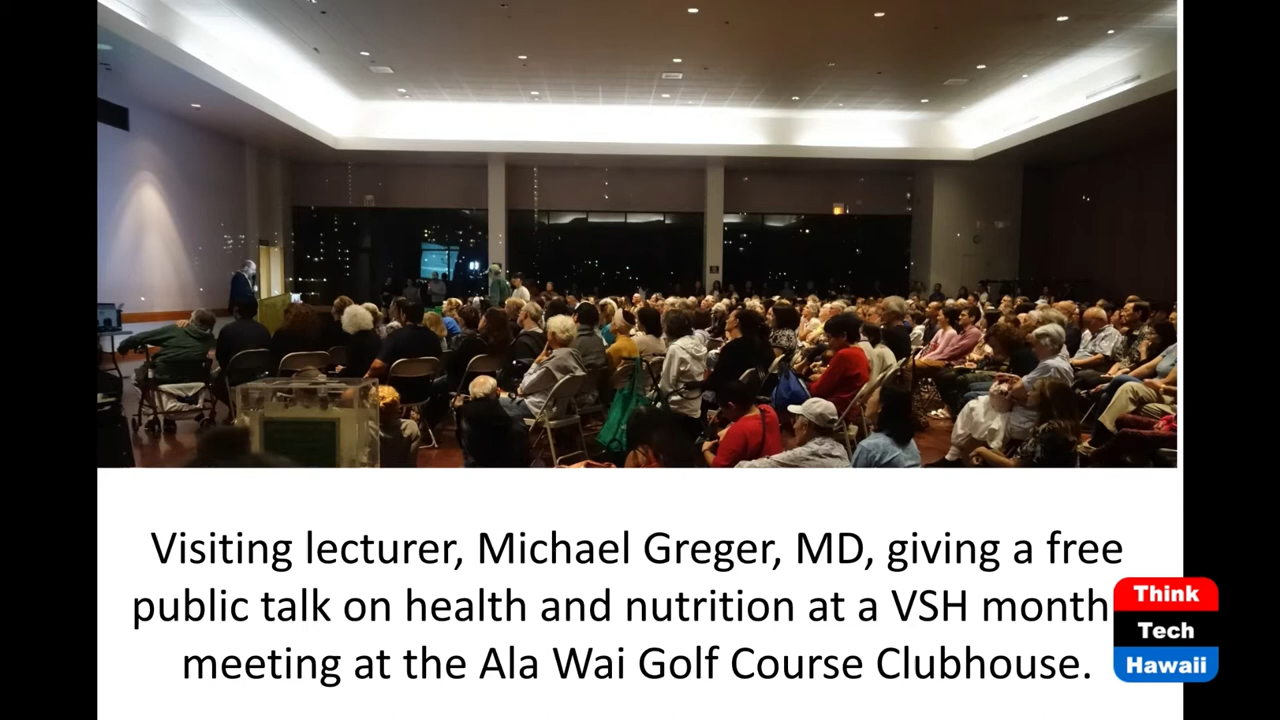 Visiting lecturer, Michael Greger, MD, giving a free
public talk on health and nutrition at a VSH month
meeting at the Ala Wai Golf Course Clubhouse.
Think
Tech
Hawaii